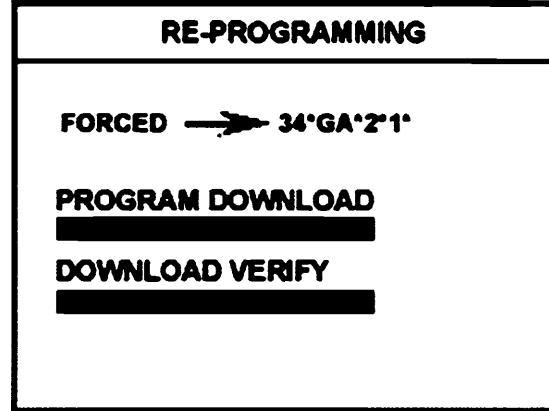 RE-PROGRAMMING
FORCED 34*GA*2*1*
PROGRAM DOWNLOAD
DOWNLOAD VERIFY